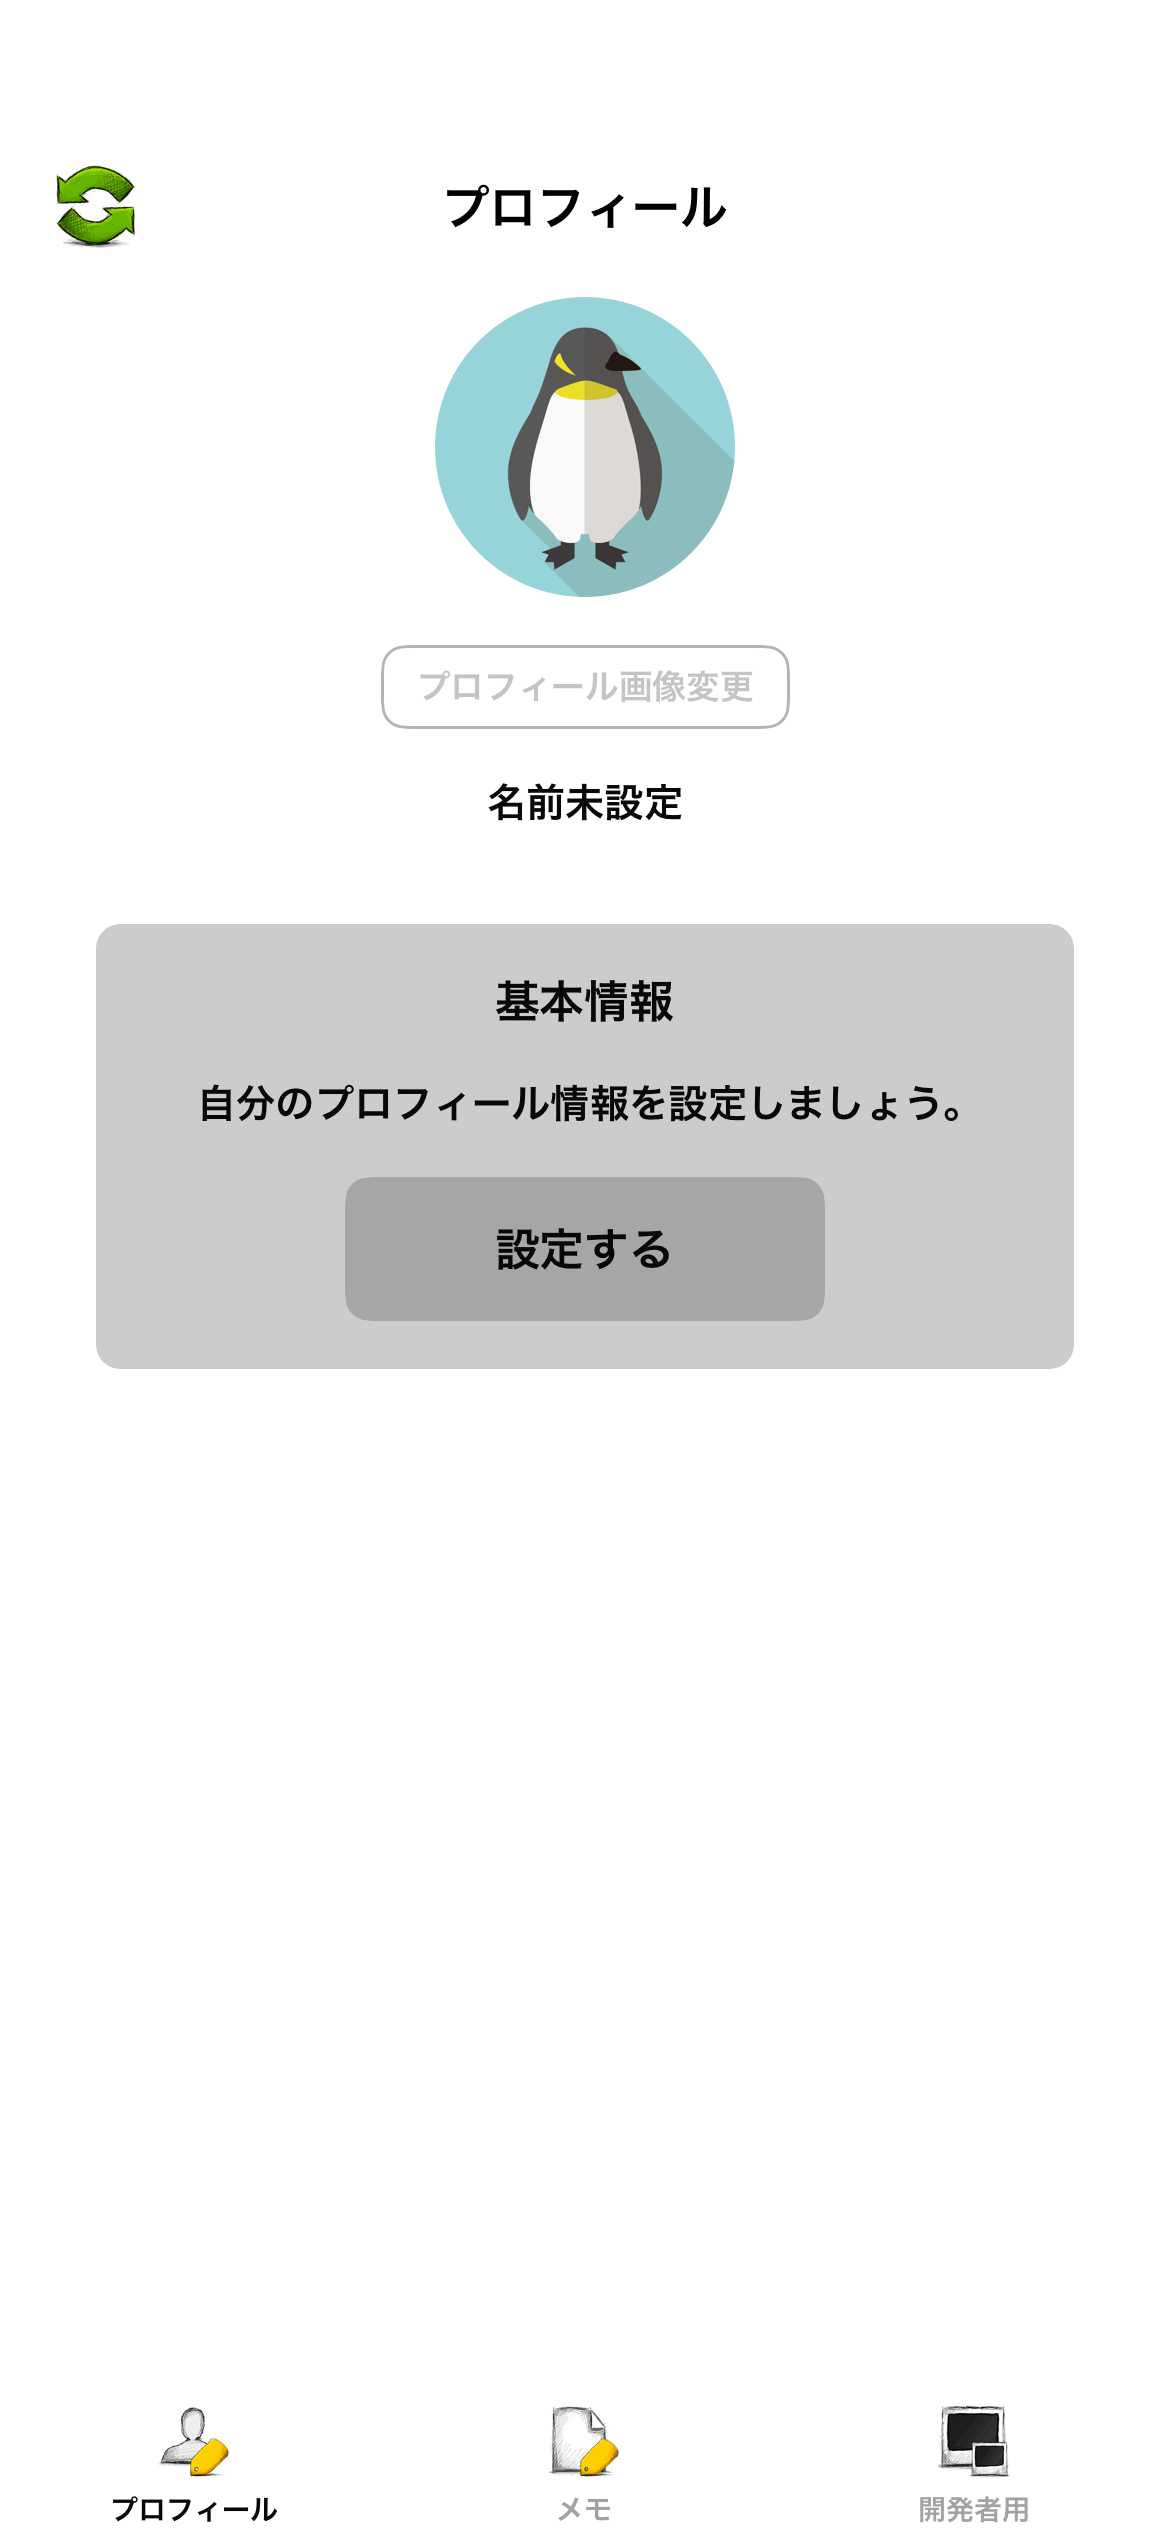 プロフィール
プロフィール画像変更
名前未設定
基本情報
自分のプロフィール情報を設定しましょう。
設定する
プロフィール
メモ
開発者用